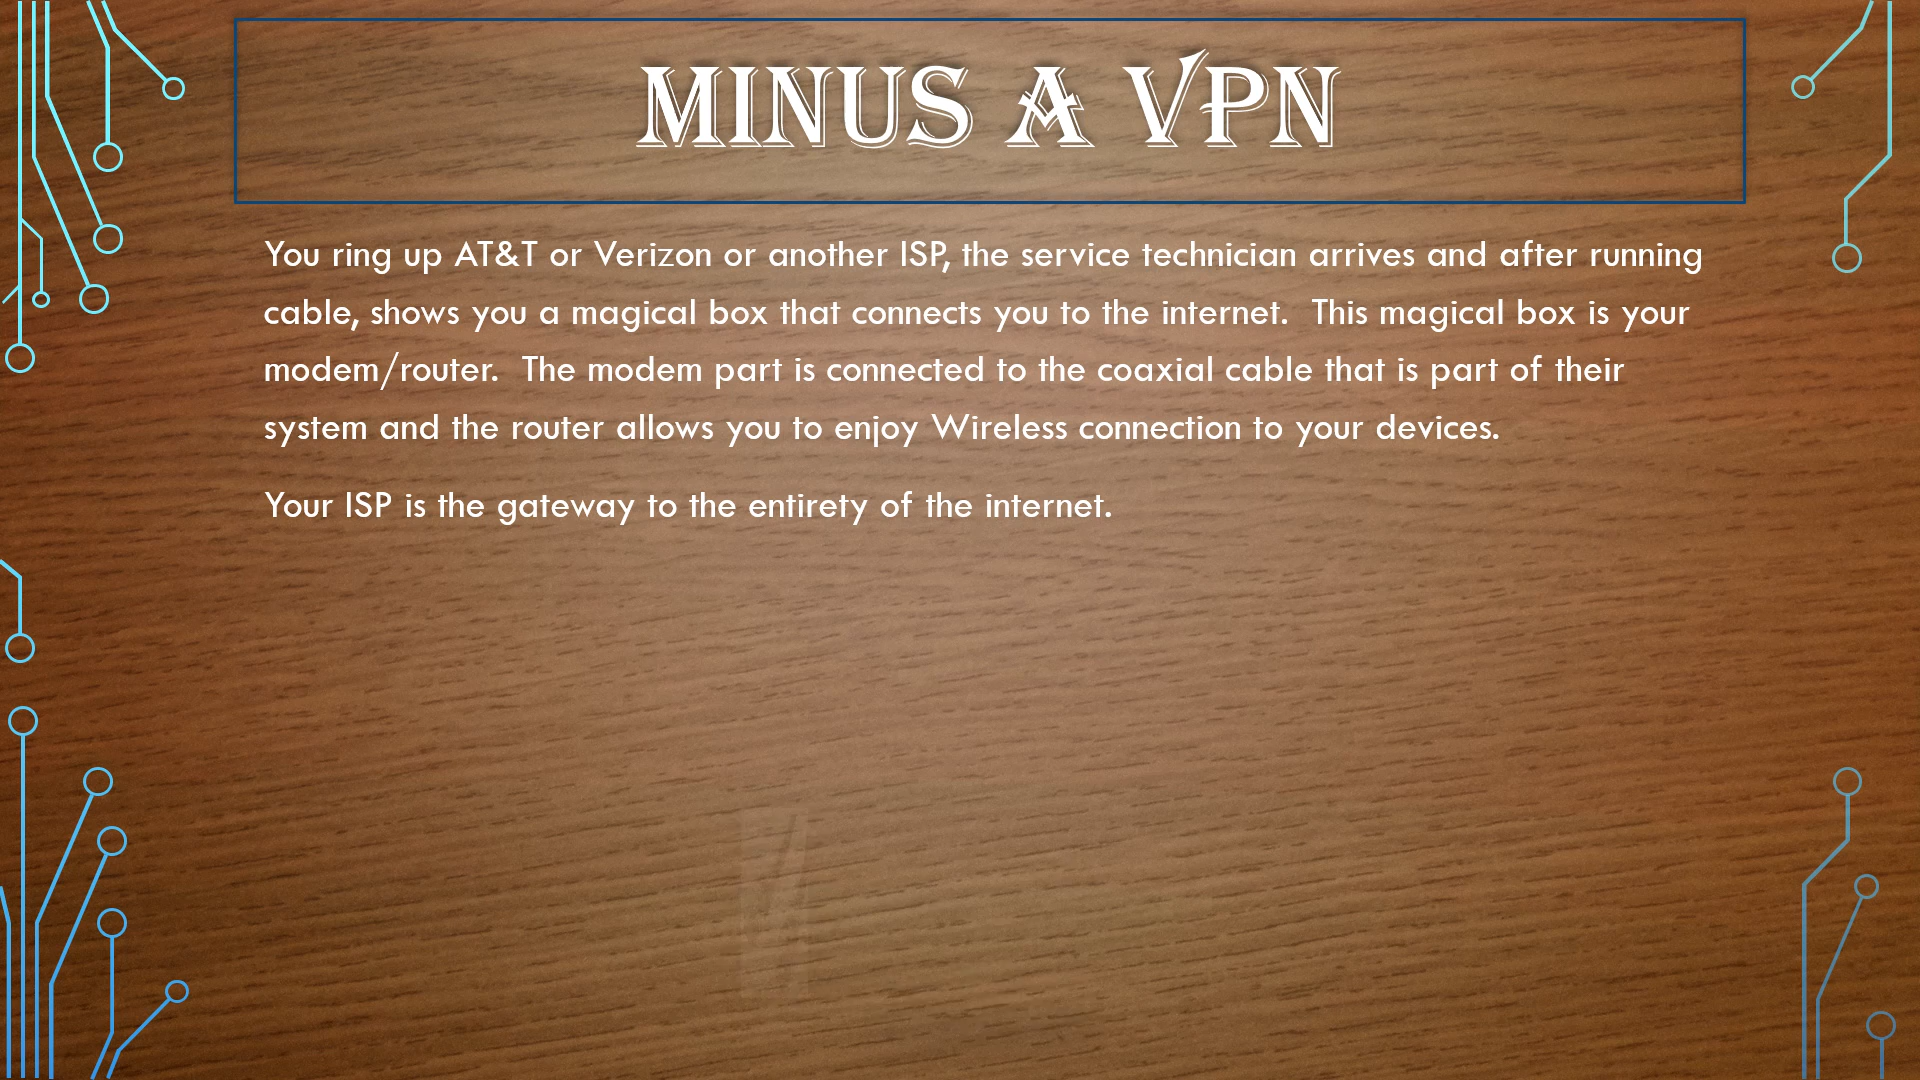 MINUS A VPN
You ring up AT&T or Verizon or another ISP, the service technician arrives and after running
cable, shows you a magical box that connects you to the internet.  This magical box is your
modem/router.  The modem part is connected to the coaxial cable that is part of their
system and the router allows you to enjoy Wireless connection to your devices.
Your ISP is the gateway to the entirety of the internet.